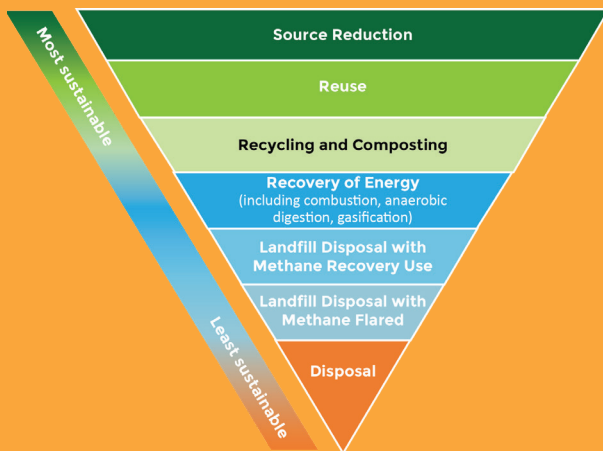 Most sustainable
Source Reduction
Reuse
Recycling and Composting
Recovery of Energy
(including combustion, anaerobic
digestion, gasification)
Landfill Disposal with
Methane Recovery Use
Landfill Disposal with
Methane Flared
Disposal
Least sustainable